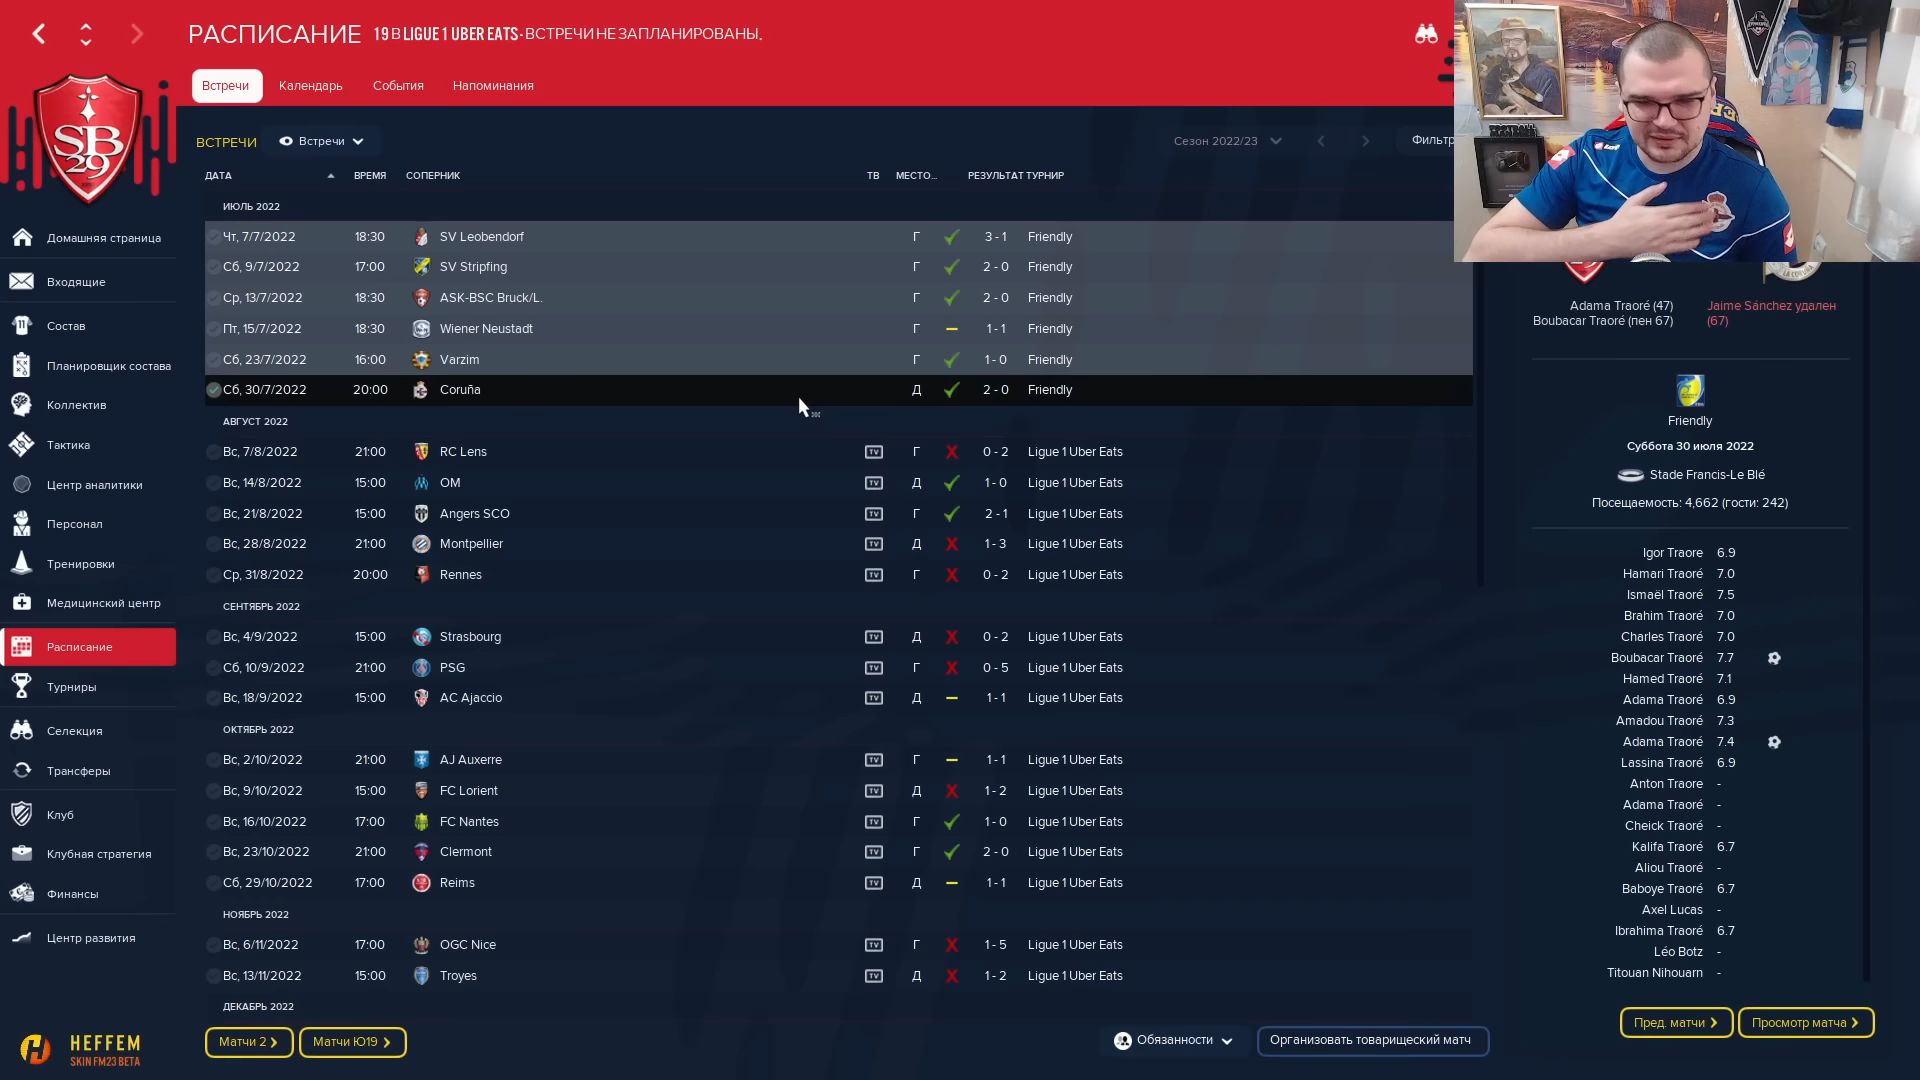 РАСПИСАНИЕ 19 В LIGUE 1 UBER EATS - ВСТРЕЧИ НЕ ЗАПЛАНИРОВАНЫ.
Встречи Календарь События Напоминания
SB 29
ВСТРЕЧИ Встречи Сезон 2022/23 Фильтр
ДАТА ВРЕМЯ СОПЕРНИК ТВ МЕСТО... РЕЗУЛЬТАТ ТУРНИР
ИЮЛЬ 2022
Чт, 7/7/2022 18:30 SV Leobendorf Г 3 - 1 Friendly
Сб, 9/7/2022 17:00 SV Stripfing Г 2 - 0 Friendly
Ср, 13/7/2022 18:30 ASK-BSC Bruck/L. Г 2 - 0 Friendly
Пт, 15/7/2022 18:30 Wiener Neustadt Г 1 - 1 Friendly
Сб, 23/7/2022 16:00 Varzim Г 1 - 0 Friendly
Сб, 30/7/2022 20:00 Coruña Д 2 - 0 Friendly
АВГУСТ 2022
Вс, 7/8/2022 21:00 RC Lens TV Г 0 - 2 Ligue 1 Uber Eats
Вс, 14/8/2022 15:00 OM TV Д 1 - 0 Ligue 1 Uber Eats
Вс, 21/8/2022 15:00 Angers SCO TV Г 2 - 1 Ligue 1 Uber Eats
Вс, 28/8/2022 21:00 Montpellier TV Д 1 - 3 Ligue 1 Uber Eats
Ср, 31/8/2022 20:00 Rennes TV Г 0 - 2 Ligue 1 Uber Eats
СЕНТЯБРЬ 2022
Вс, 4/9/2022 15:00 Strasbourg TV Д 0 - 2 Ligue 1 Uber Eats
Сб, 10/9/2022 21:00 PSG TV Г 0 - 5 Ligue 1 Uber Eats
Вс, 18/9/2022 15:00 AC Ajaccio TV Д 1 - 1 Ligue 1 Uber Eats
ОКТЯБРЬ 2022
Вс, 2/10/2022 21:00 AJ Auxerre TV Г 1 - 1 Ligue 1 Uber Eats
Вс, 9/10/2022 15:00 FC Lorient TV Д 1 - 2 Ligue 1 Uber Eats
Вс, 16/10/2022 17:00 FC Nantes TV Г 1 - 0 Ligue 1 Uber Eats
Вс, 23/10/2022 21:00 Clermont TV Г 2 - 0 Ligue 1 Uber Eats
Сб, 29/10/2022 17:00 Reims TV Д 1 - 1 Ligue 1 Uber Eats
НОЯБРЬ 2022
Вс, 6/11/2022 17:00 OGC Nice TV Г 1 - 5 Ligue 1 Uber Eats
Вс, 13/11/2022 15:00 Troyes TV Д 1 - 2 Ligue 1 Uber Eats
ДЕКАБРЬ 2022
Матчи 2 Матчи Ю19 Обязанности Организовать товарищеский матч
Домашняя страница
Входящие
Состав
Планировщик состава
Коллектив
Тактика
Центр аналитики
Персонал
Тренировки
Медицинский центр
Расписание
Турниры
Селекция
Трансферы
Клуб
Клубная стратегия
Финансы
Центр развития
HEFFEM
SKIN FM23 BETA
Adama Traoré (47)
Boubacar Traoré (пен 67)
Jaime Sánchez удален
(67)
Friendly
Суббота 30 июля 2022
Stade Francis-Le Blé
Посещаемость: 4,662 (гости: 242)
Igor Traore 6.9
Hamari Traoré 7.0
Ismaël Traoré 7.5
Brahim Traoré 7.0
Charles Traoré 7.0
Boubacar Traoré 7.7
Hamed Traoré 7.1
Adama Traoré 6.9
Amadou Traoré 7.3
Adama Traoré 7.4
Lassina Traoré 6.9
Anton Traore -
Adama Traoré -
Cheick Traoré -
Kalifa Traoré 6.7
Aliou Traoré -
Baboye Traoré 6.7
Axel Lucas -
Ibrahima Traoré 6.7
Léo Botz -
Titouan Nihouarn -
Пред. матчи Просмотр матча